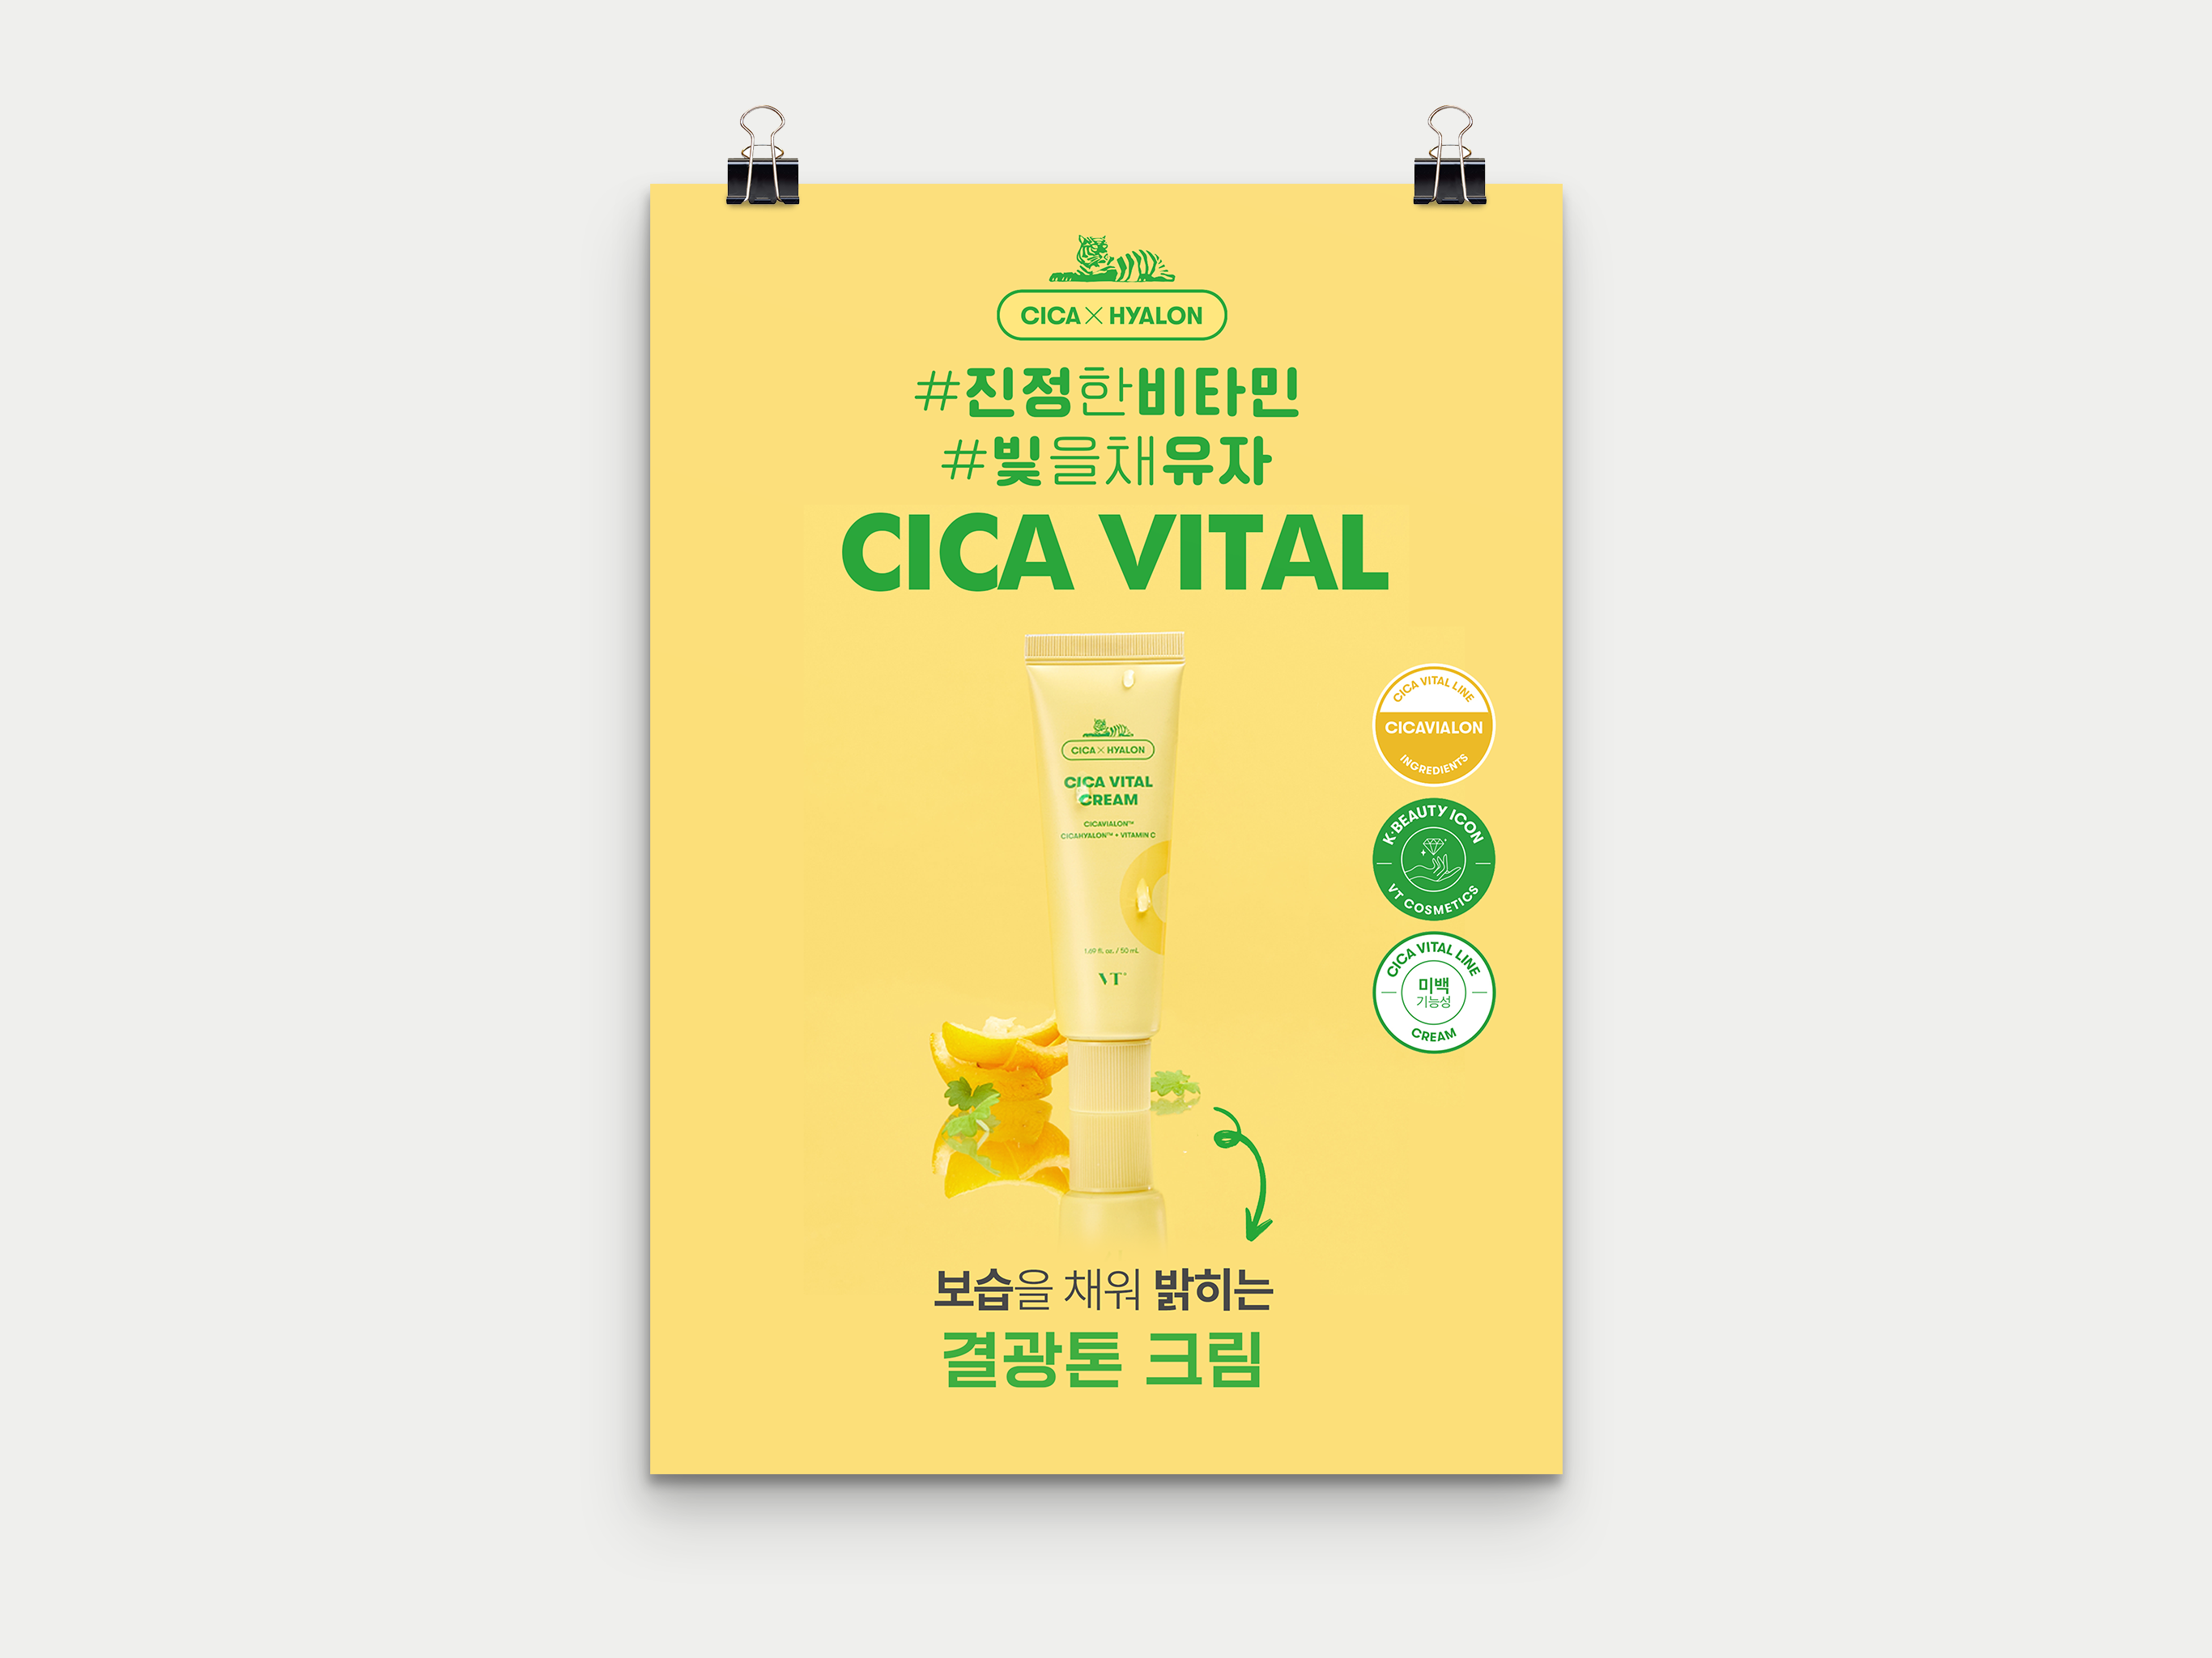 CICA×HYALON
#진정한비타민
#빛을채유자
CICA VITAL
CICA×HYALON
CICA VITAL
CREAM
CICAVIALON™
CICAHYALON™ + VITAMIN C
1.69 fl. oz. / 50 mL
VT
CICA VITAL LINE
CICAVIALON
INGREDIENTS
K·BEAUTY ICON
VT COSMETICS
CICA VITAL LINE
미백
기능성
CREAM
보습을 채워 밝히는
결광톤 크림